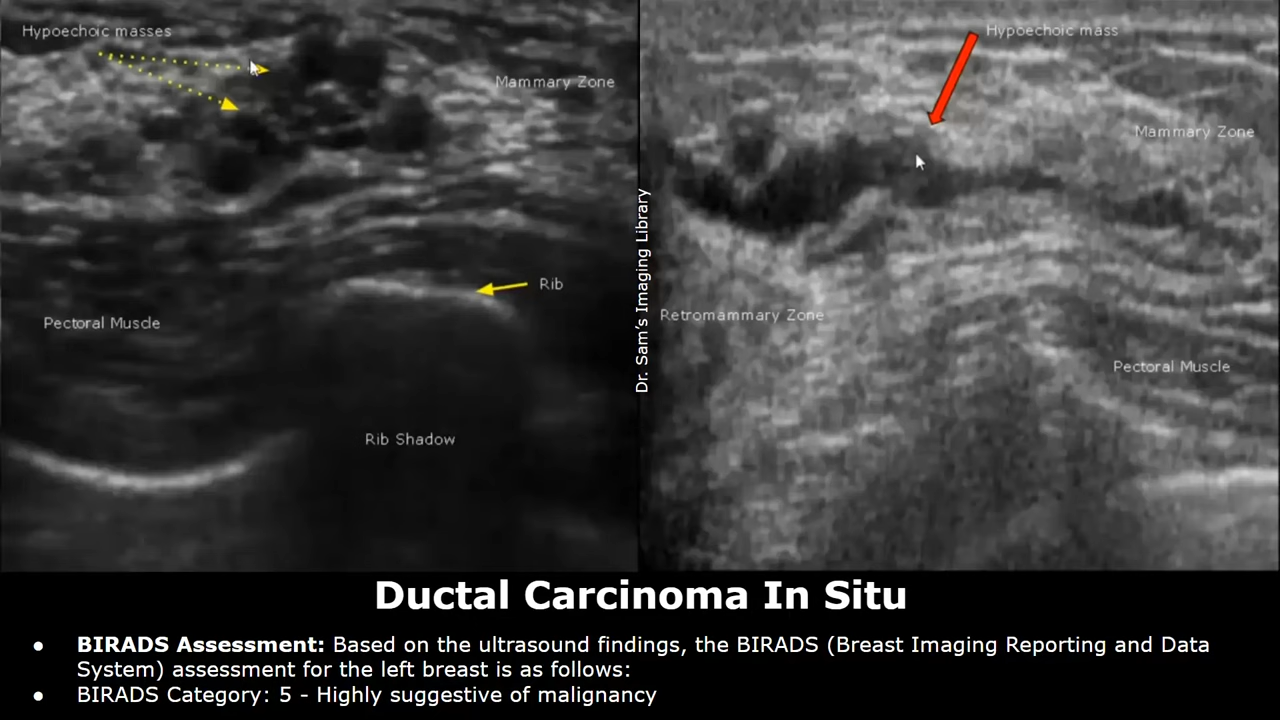 Hypoechoic masses
Mammary Zone
Rib
Pectoral Muscle
Rib Shadow
Dr. Sam's Imaging Library
Hypoechoic mass
Mammary Zone
Retromammary Zone
Pectoral Muscle
Ductal Carcinoma In Situ
● BIRADS Assessment: Based on the ultrasound findings, the BIRADS (Breast Imaging Reporting and Data
System) assessment for the left breast is as follows:
● BIRADS Category: 5 - Highly suggestive of malignancy